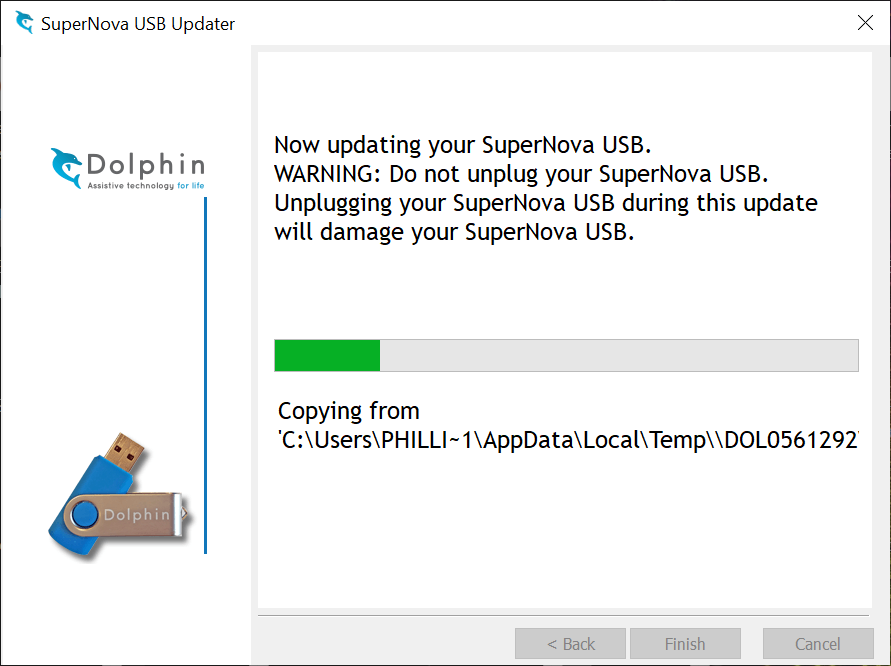 SuperNova USB Updater
Dolphin
Assistive technology for life
Now updating your SuperNova USB.
WARNING: Do not unplug your SuperNova USB.
Unplugging your SuperNova USB during this update
will damage your SuperNova USB.
Copying from
'C:\Users\PHILLI~1\AppData\Local\Temp\\DOL0561292'
Dolphin
< Back
Finish
Cancel